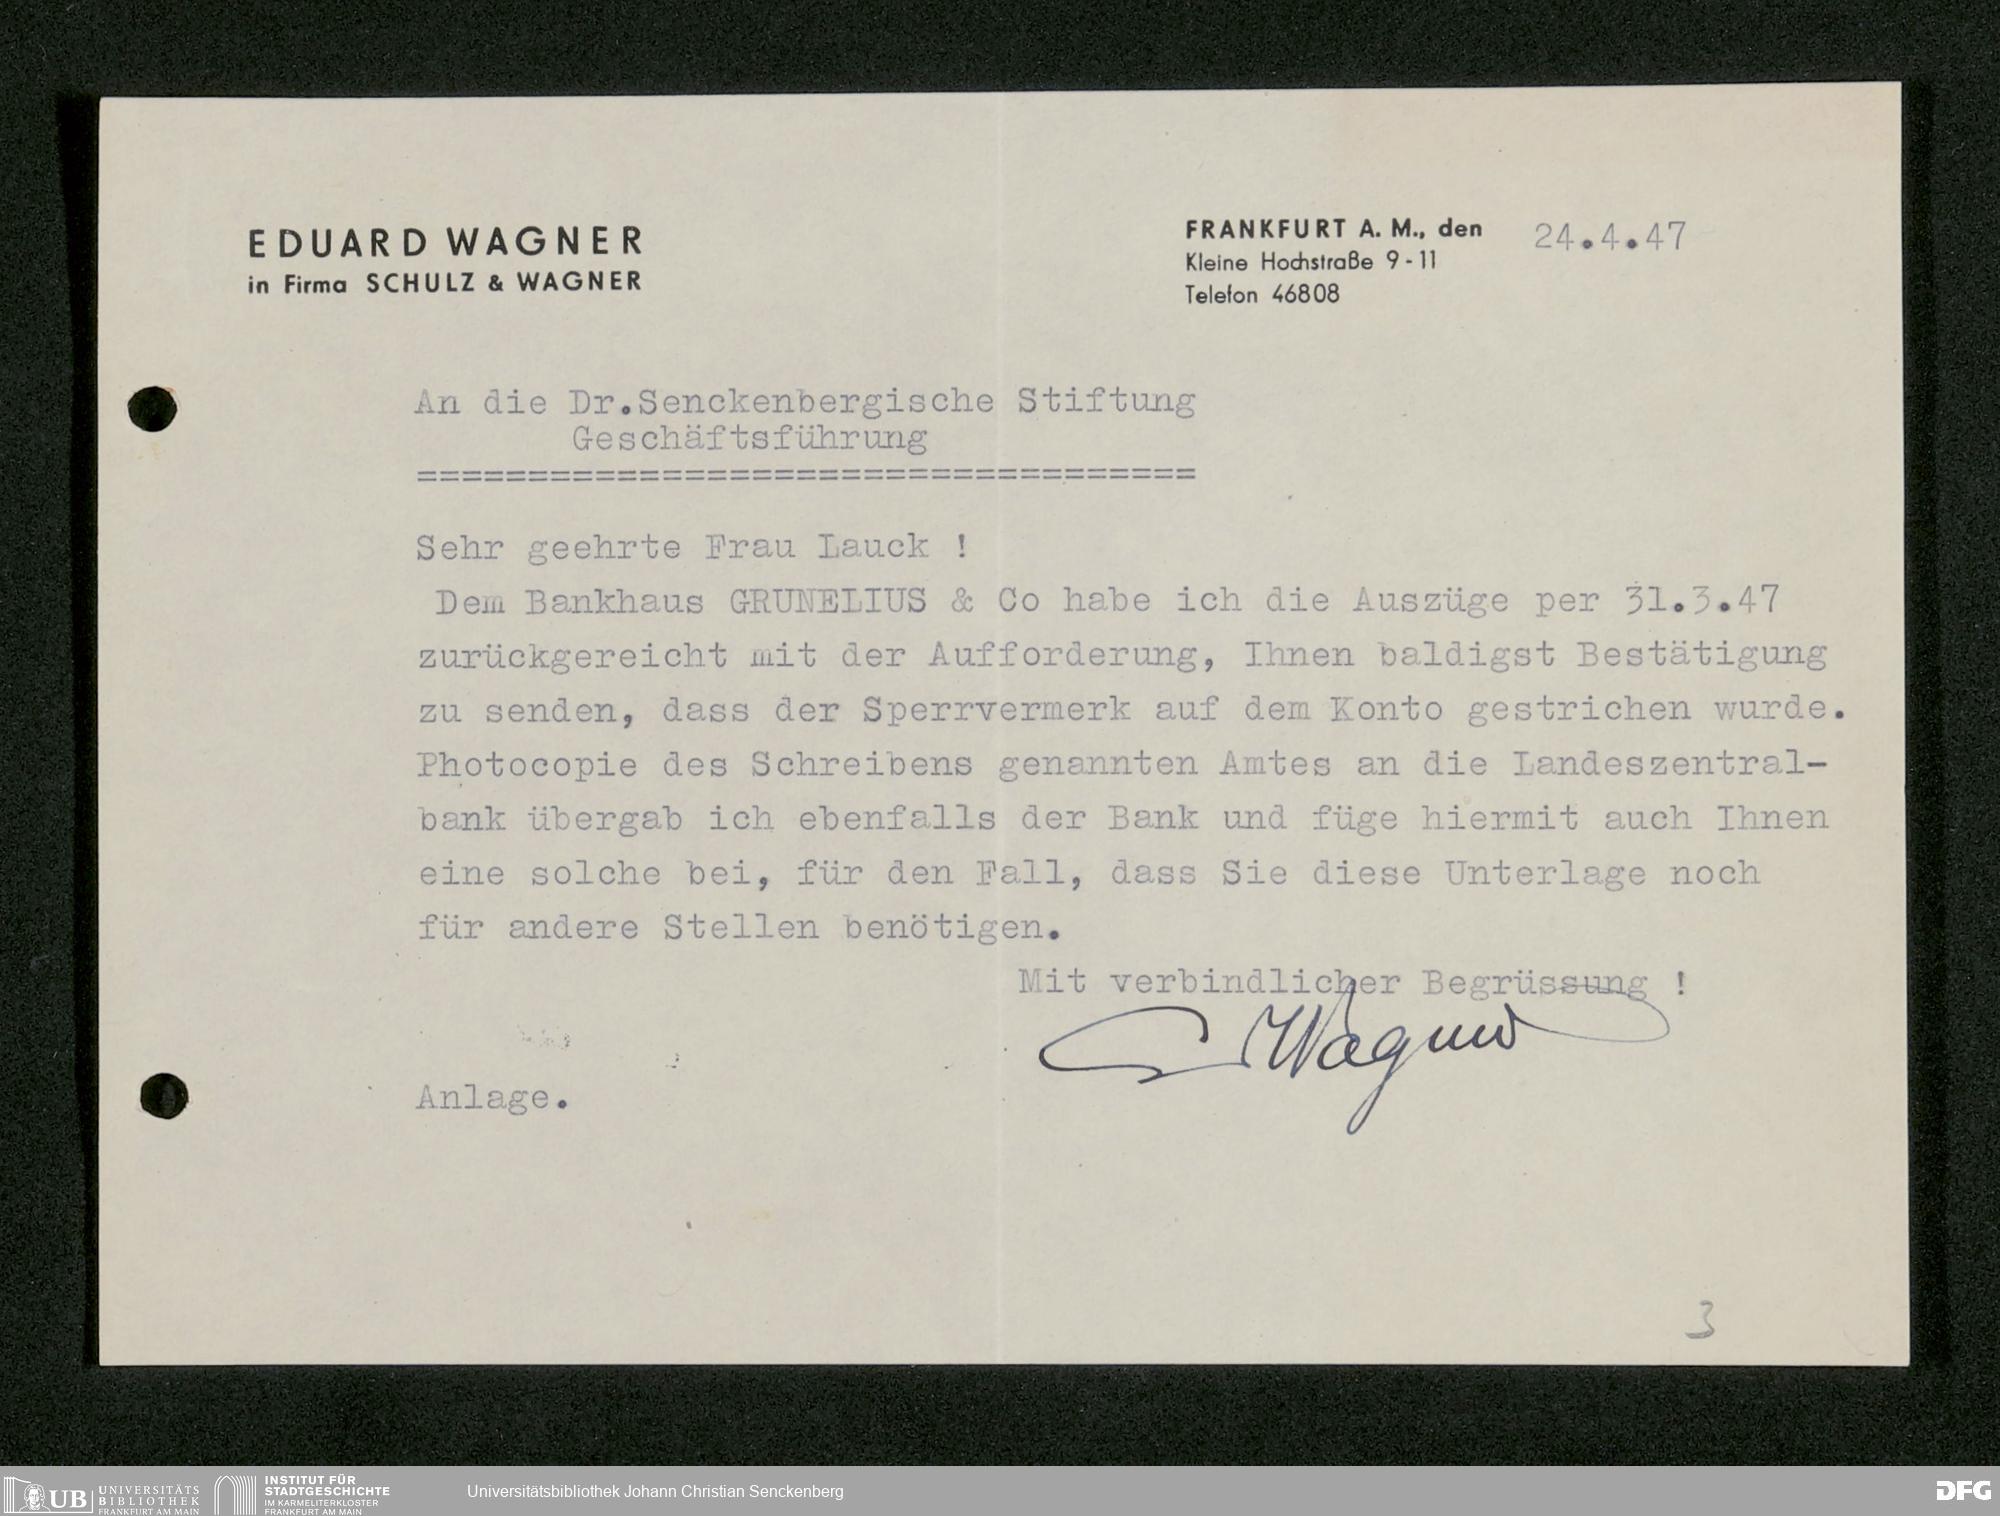 EDUARD WAGNER
in Firma SCHULZ & WAGNER
FRANKFURT A. M., den 24.4.47
Kleine Hochstraße 9-11
Telefon 46808
An die Dr.Senckenbergische Stiftung
Geschäftsführung
===================================
Sehr geehrte Frau Lauck !
Dem Bankhaus GRUNELIUS & Co habe ich die Auszüge per 31.3.47
zurückgereicht mit der Aufforderung, Ihnen baldigst Bestätigung
zu senden, dass der Sperrvermerk auf dem Konto gestrichen wurde.
Photocopie des Schreibens genannten Amtes an die Landeszentral-
bank übergab ich ebenfalls der Bank und füge hiermit auch Ihnen
eine solche bei, für den Fall, dass Sie diese Unterlage noch
für andere Stellen benötigen.
Mit verbindlicher Begrüssung !
E Wagner
Anlage.
3
UB
UNIVERSITÄTS
BIBLIOTHEK
FRANKFURT AM MAIN
INSTITUT FÜR
STADTGESCHICHTE
IM KARMELITERKLOSTER
FRANKFURT AM MAIN
Universitätsbibliothek Johann Christian Senckenberg
DFG